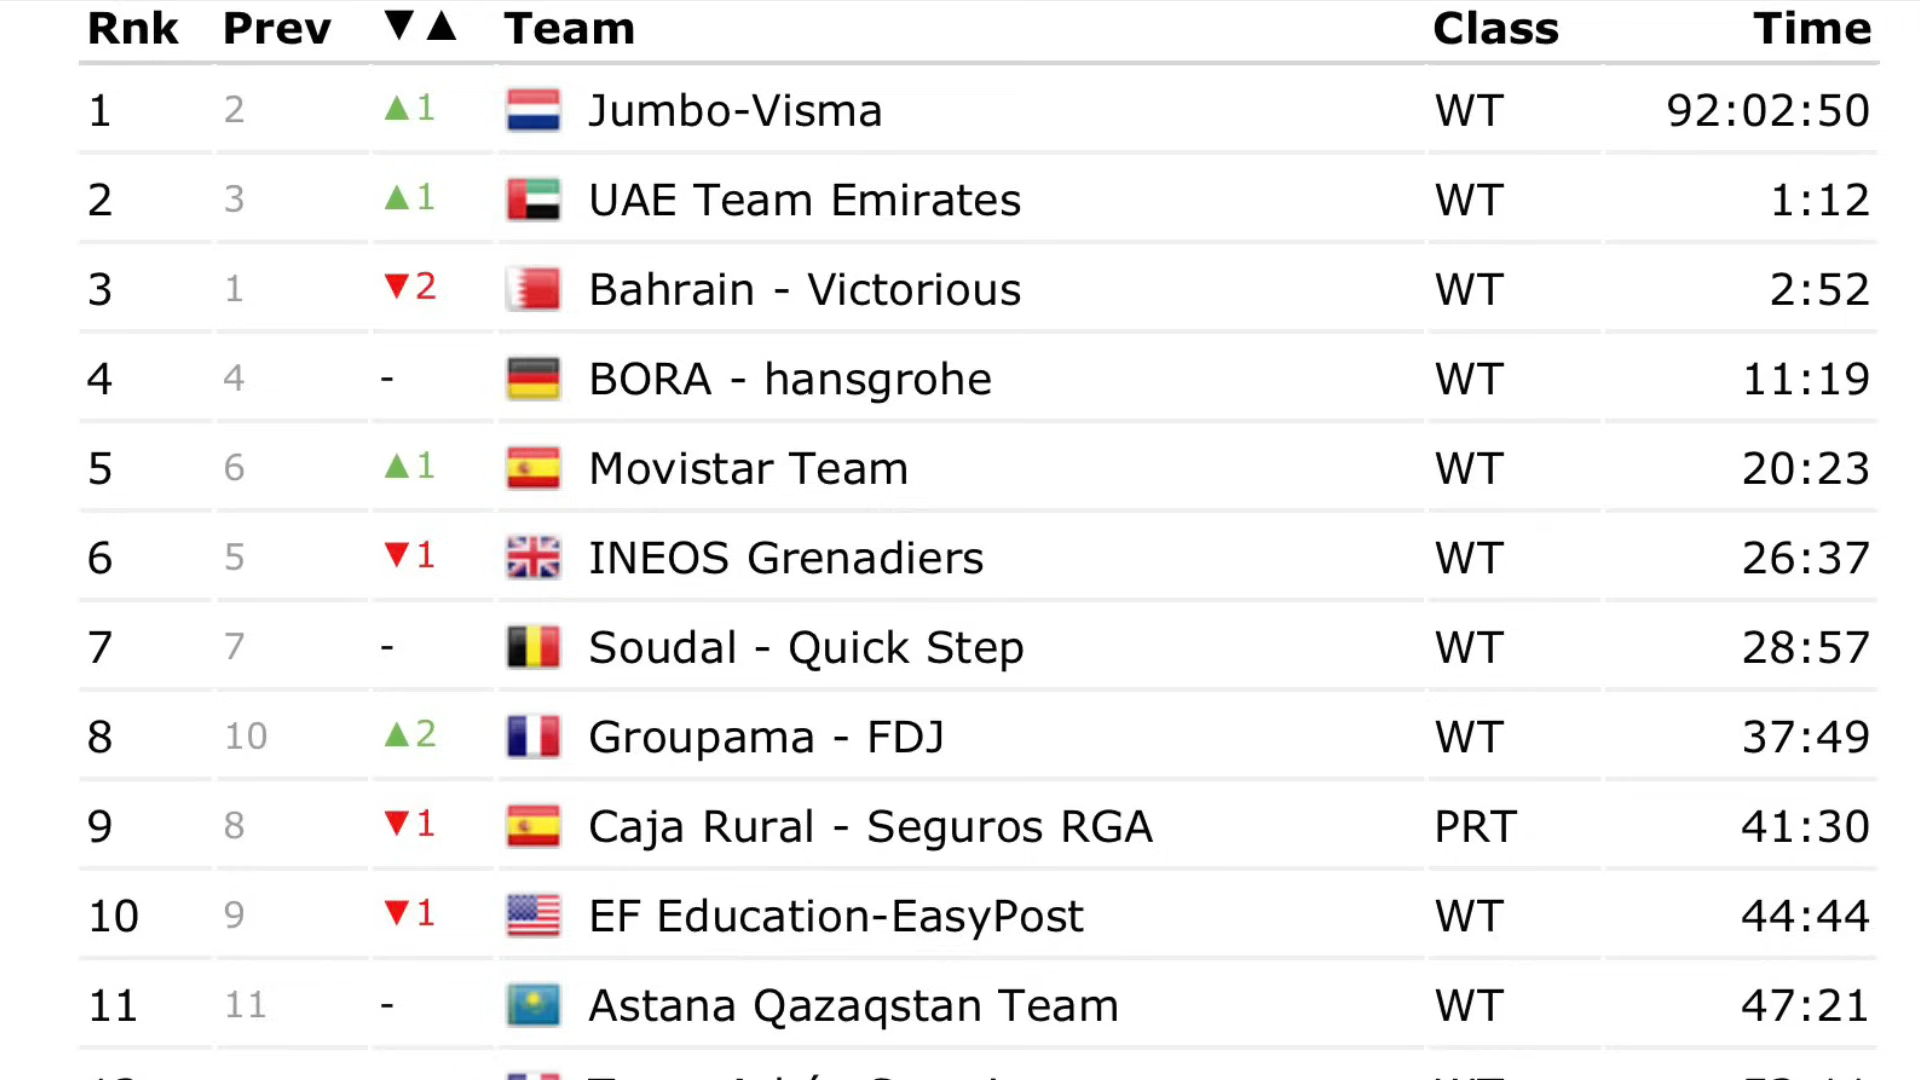 Rnk Prev ▼▲ Team Class Time
1 2 ▲1 Jumbo-Visma WT 92:02:50
2 3 ▲1 UAE Team Emirates WT 1:12
3 1 ▼2 Bahrain - Victorious WT 2:52
4 4 - BORA - hansgrohe WT 11:19
5 6 ▲1 Movistar Team WT 20:23
6 5 ▼1 INEOS Grenadiers WT 26:37
7 7 - Soudal - Quick Step WT 28:57
8 10 ▲2 Groupama - FDJ WT 37:49
9 8 ▼1 Caja Rural - Seguros RGA PRT 41:30
10 9 ▼1 EF Education-EasyPost WT 44:44
11 11 - Astana Qazaqstan Team WT 47:21